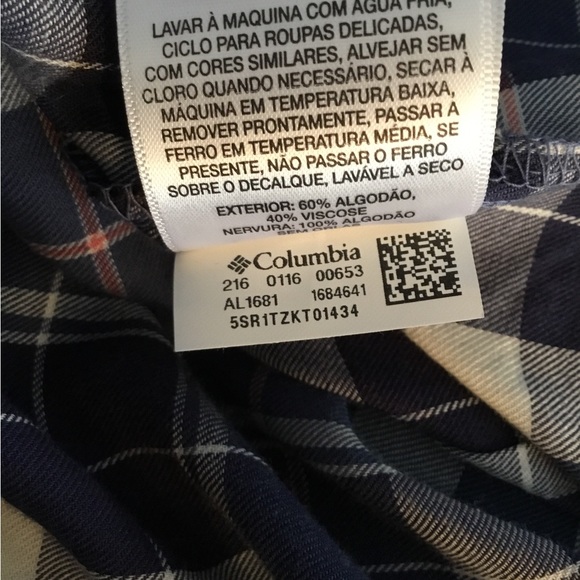 LAVAR À MAQUINA COM AGUA FRIA,
CICLO PARA ROUPAS DELICADAS,
COM CORES SIMILARES, ALVEJAR SEM
CLORO QUANDO NECESSÁRIO, SECAR À
MÁQUINA EM TEMPERATURA BAIXA,
REMOVER PRONTAMENTE, PASSAR A
FERRO EM TEMPERATURA MÉDIA, SE
PRESENTE, NÃO PASSAR O FERRO
SOBRE O DECALQUE, LAVÁVEL A SECO
EXTERIOR: 60% ALGODÃO,
40% VISCOSE
NERVURA: 100% ALGODÃO
Columbia
216 0116 00653
AL1681 1684641
5SR1TZKT01434